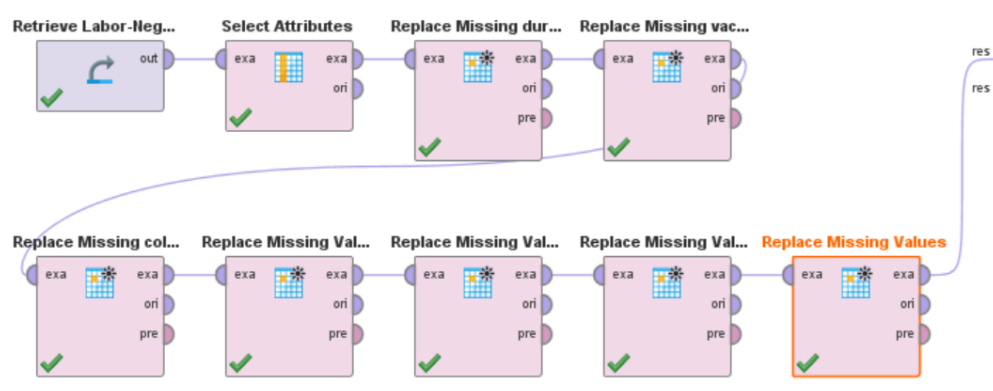 Retrieve Labor-Neg...
Select Attributes
Replace Missing dur...
Replace Missing vac...
out
exa exa
ori
exa exa
ori
pre
exa exa
ori
pre
res
res
Replace Missing col...
Replace Missing Val...
Replace Missing Val...
Replace Missing Val...
Replace Missing Values
exa exa
ori
pre
exa exa
ori
pre
exa exa
ori
pre
exa exa
ori
pre
exa exa
ori
pre